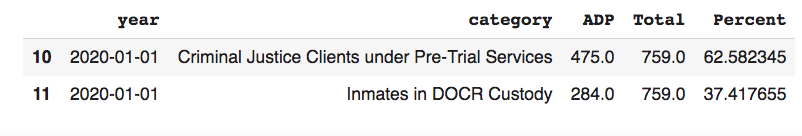 year category ADP Total Percent
10 2020-01-01 Criminal Justice Clients under Pre-Trial Services 475.0 759.0 62.582345
11 2020-01-01 Inmates in DOCR Custody 284.0 759.0 37.417655